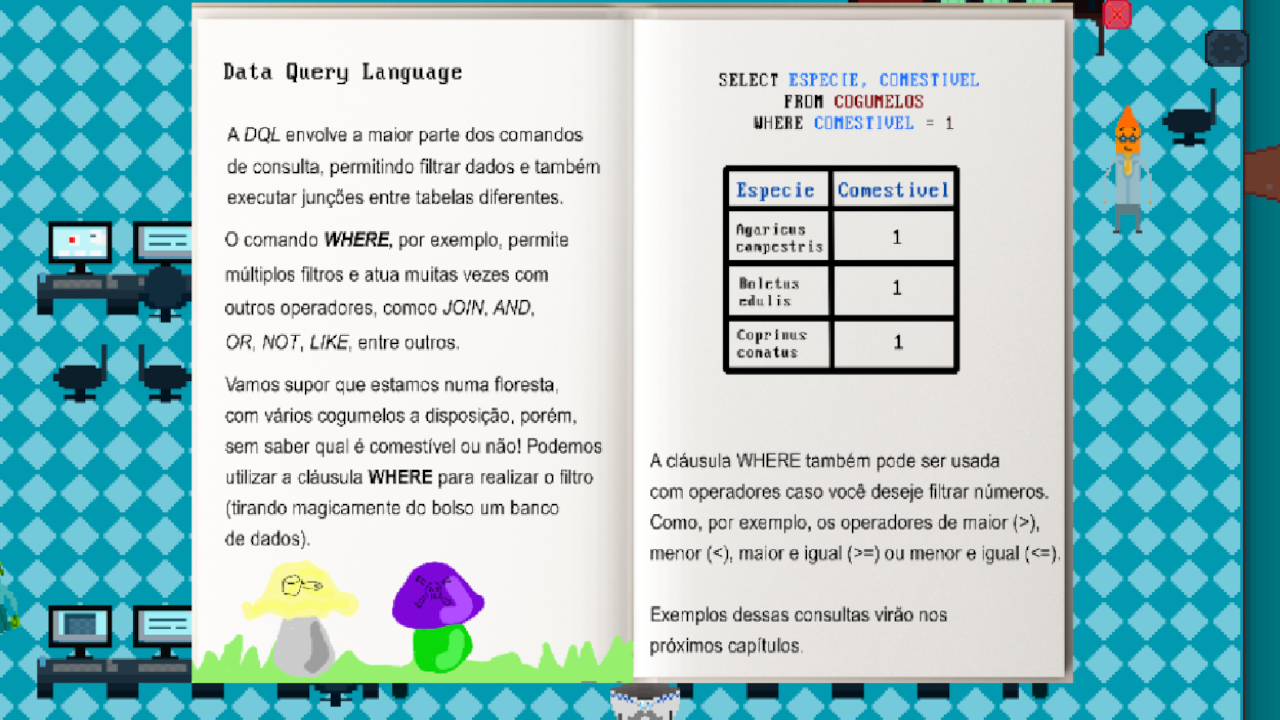 Data Query Language
A DQL envolve a maior parte dos comandos
de consulta, permitindo filtrar dados e também
executar junções entre tabelas diferentes.
O comando WHERE, por exemplo, permite
múltiplos filtros e atua muitas vezes com
outros operadores, comoo JOIN, AND,
OR, NOT, LIKE, entre outros.
Vamos supor que estamos numa floresta,
com vários cogumelos a disposição, porém,
sem saber qual é comestível ou não! Podemos
utilizar a cláusula WHERE para realizar o filtro
(tirando magicamente do bolso um banco
de dados).
SELECT ESPECIE, COMESTIVEL
FROM COGUMELOS
WHERE COMESTIVEL = 1
Especie Comestivel
Agaricus
campestris 1
Boletus
edulis 1
Coprinus
comatus 1
A cláusula WHERE também pode ser usada
com operadores caso você deseje filtrar números.
Como, por exemplo, os operadores de maior (>),
menor (<), maior e igual (>=) ou menor e igual (<=).
Exemplos dessas consultas virão nos
próximos capítulos.